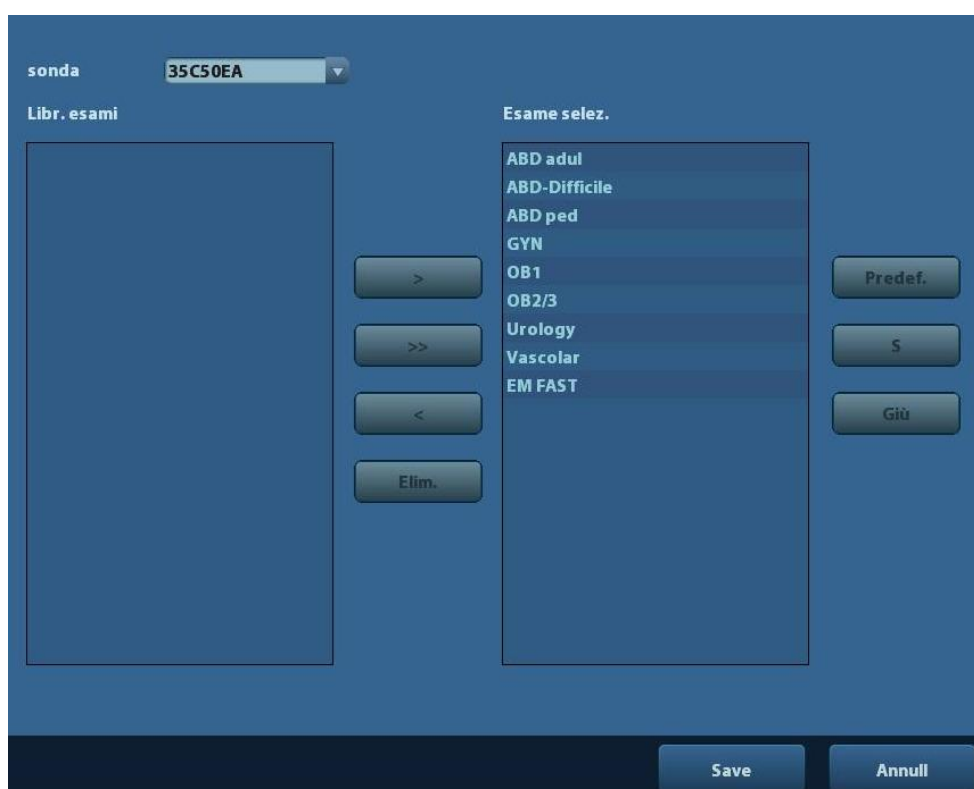 sonda 35C50EA
Libr. esami
Esame selez.
ABD adul
ABD-Difficile
ABD ped
GYN
OB1
OB2/3
Urology
Vascolar
EM FAST
>
>>
<
Elim.
Predef.
S
Giù
Save
Annull